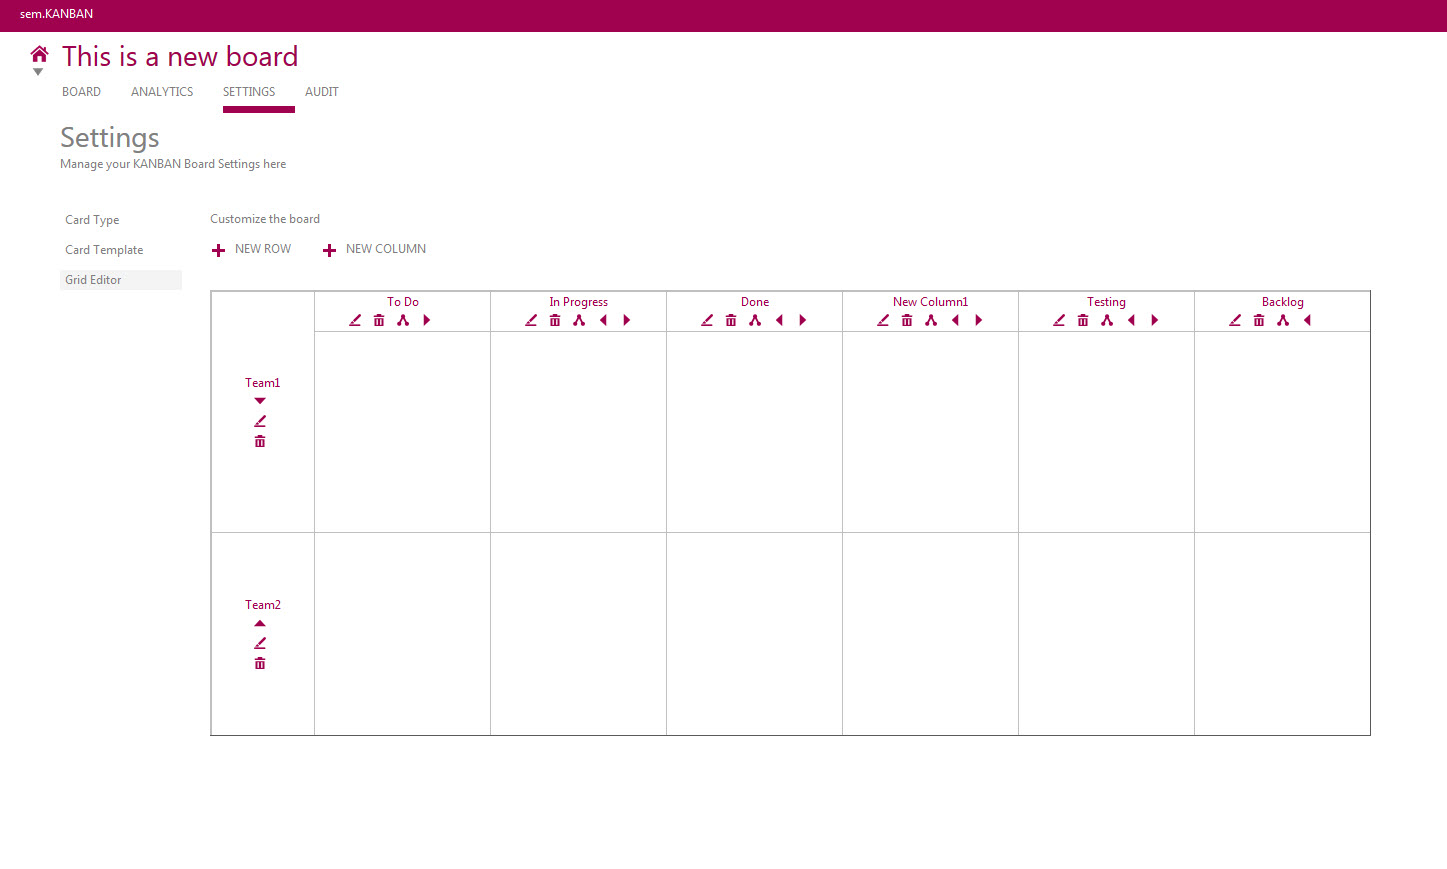 sem.KANBAN
This is a new board
BOARD ANALYTICS SETTINGS AUDIT
Settings
Manage your KANBAN Board Settings here
Card Type
Customize the board
Card Template
NEW ROW NEW COLUMN
Grid Editor
To Do In Progress Done New Column1 Testing Backlog
Team1
Team2